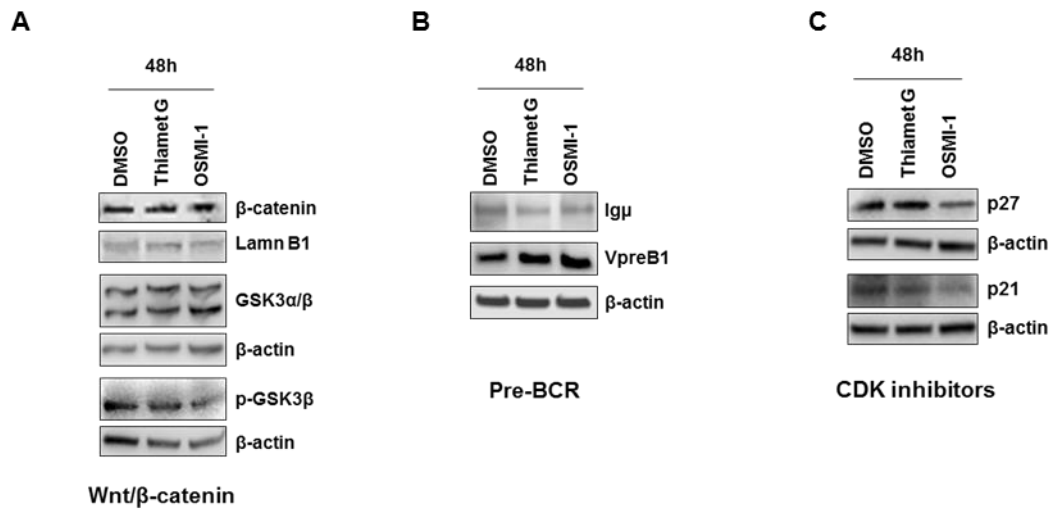 A
48h
DMSO
Thiamet G
OSMI-1
β-catenin
Lamn B1
GSK3α/β
β-actin
p-GSK3β
β-actin
Wnt/β-catenin
B
48h
DMSO
Thiamet G
OSMI-1
Igμ
VpreB1
β-actin
Pre-BCR
C
48h
DMSO
Thiamet G
OSMI-1
p27
β-actin
p21
β-actin
CDK inhibitors